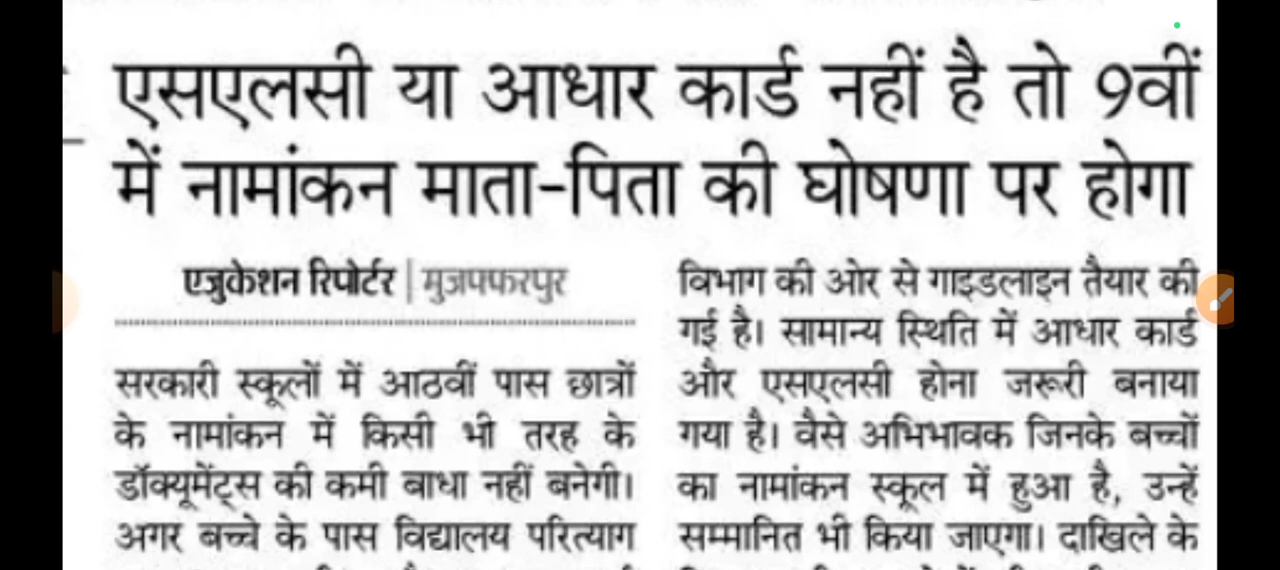 एसएलसी या आधार कार्ड नहीं है तो 9वीं
में नामांकन माता-पिता की घोषणा पर होगा
एजुकेशन रिपोर्टर | मुजफ्फरपुर
सरकारी स्कूलों में आठवीं पास छात्रों
के नामांकन में किसी भी तरह के
डॉक्यूमेंट्स की कमी बाधा नहीं बनेगी।
अगर बच्चे के पास विद्यालय परित्याग
विभाग की ओर से गाइडलाइन तैयार की
गई है। सामान्य स्थिति में आधार कार्ड
और एसएलसी होना जरूरी बनाया
गया है। वैसे अभिभावक जिनके बच्चों
का नामांकन स्कूल में हुआ है, उन्हें
सम्मानित भी किया जाएगा। दाखिले के